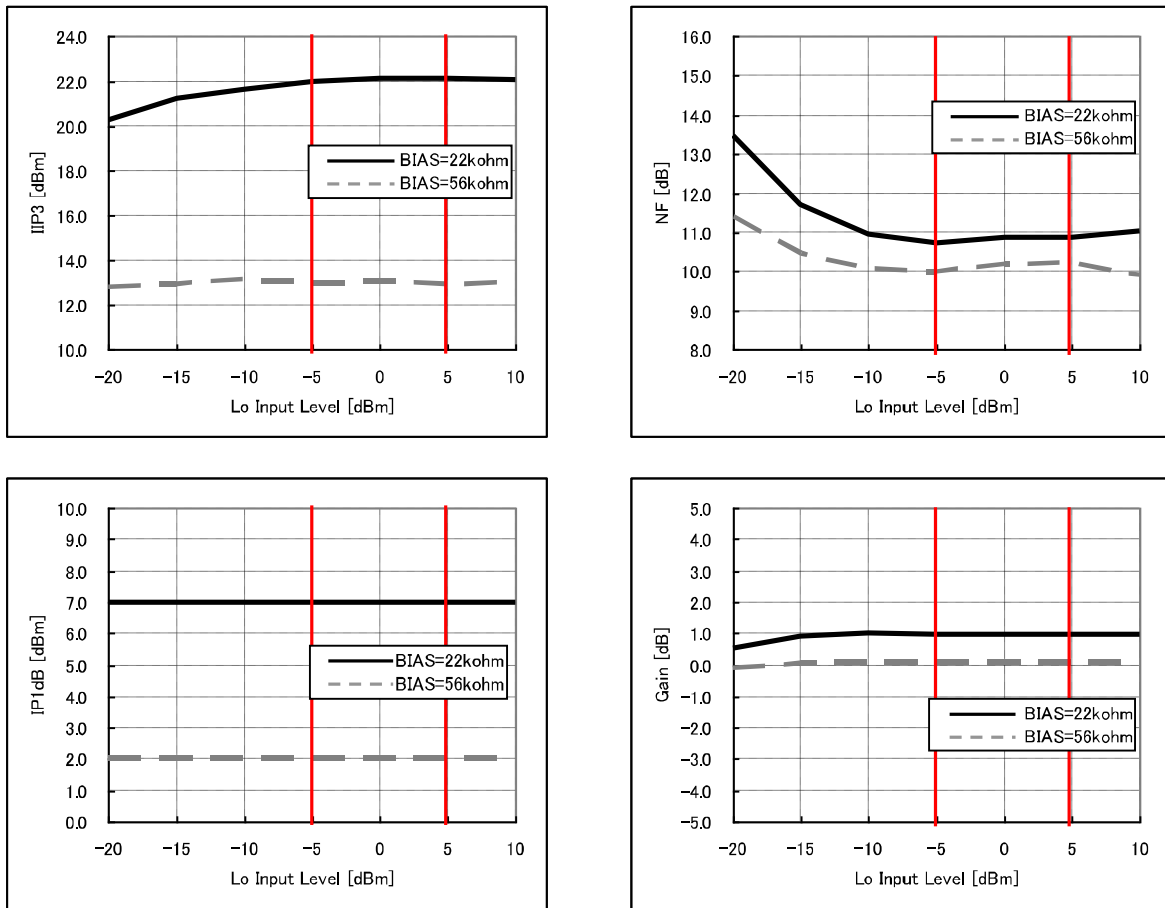 24.0
22.0
20.0
18.0
16.0
14.0
12.0
10.0
IIP3 [dBm]
BIAS=22kohm
BIAS=56kohm
-20 -15 -10 -5 0 5 10
Lo Input Level [dBm]
16.0
15.0
14.0
13.0
12.0
11.0
10.0
9.0
8.0
NF [dB]
BIAS=22kohm
BIAS=56kohm
-20 -15 -10 -5 0 5 10
Lo Input Level [dBm]
10.0
9.0
8.0
7.0
6.0
5.0
4.0
3.0
2.0
1.0
0.0
IP1dB [dBm]
BIAS=22kohm
BIAS=56kohm
-20 -15 -10 -5 0 5 10
Lo Input Level [dBm]
5.0
4.0
3.0
2.0
1.0
0.0
-1.0
-2.0
-3.0
-4.0
-5.0
Gain [dB]
BIAS=22kohm
BIAS=56kohm
-20 -15 -10 -5 0 5 10
Lo Input Level [dBm]